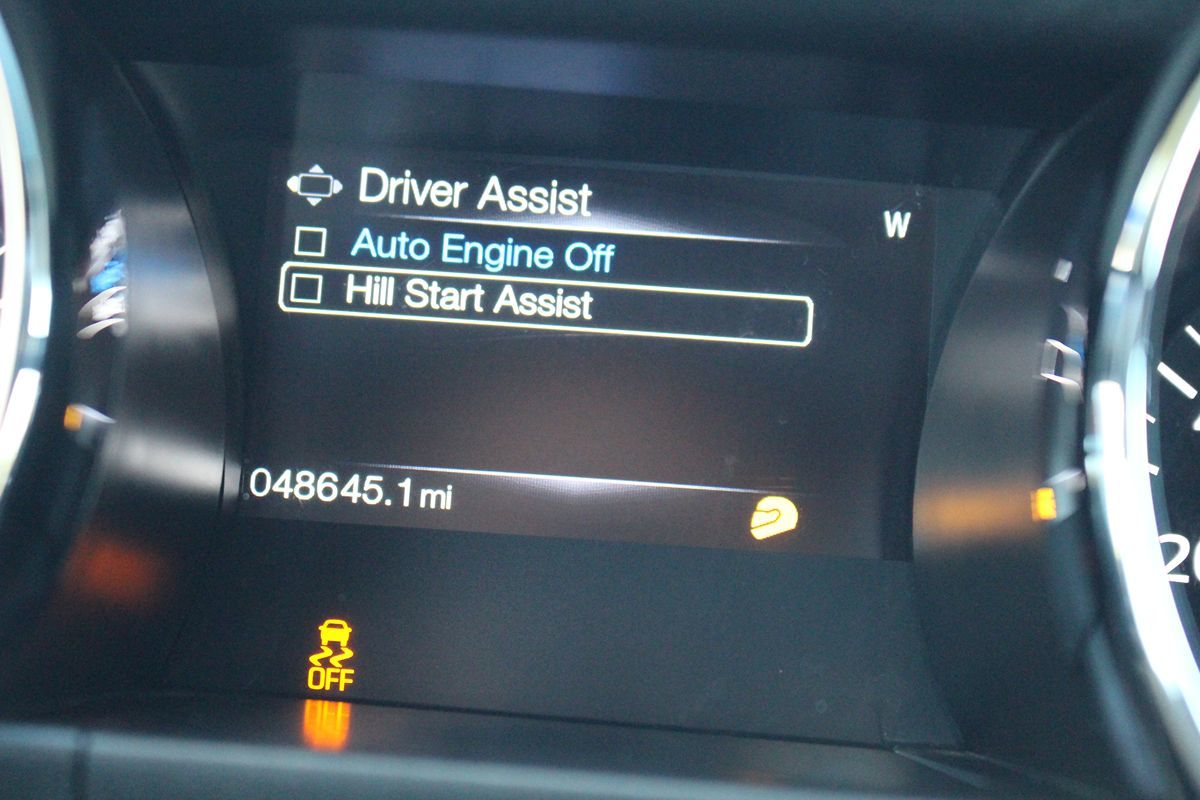 Driver Assist
W
Auto Engine Off
Hill Start Assist
048645.1 mi
OFF